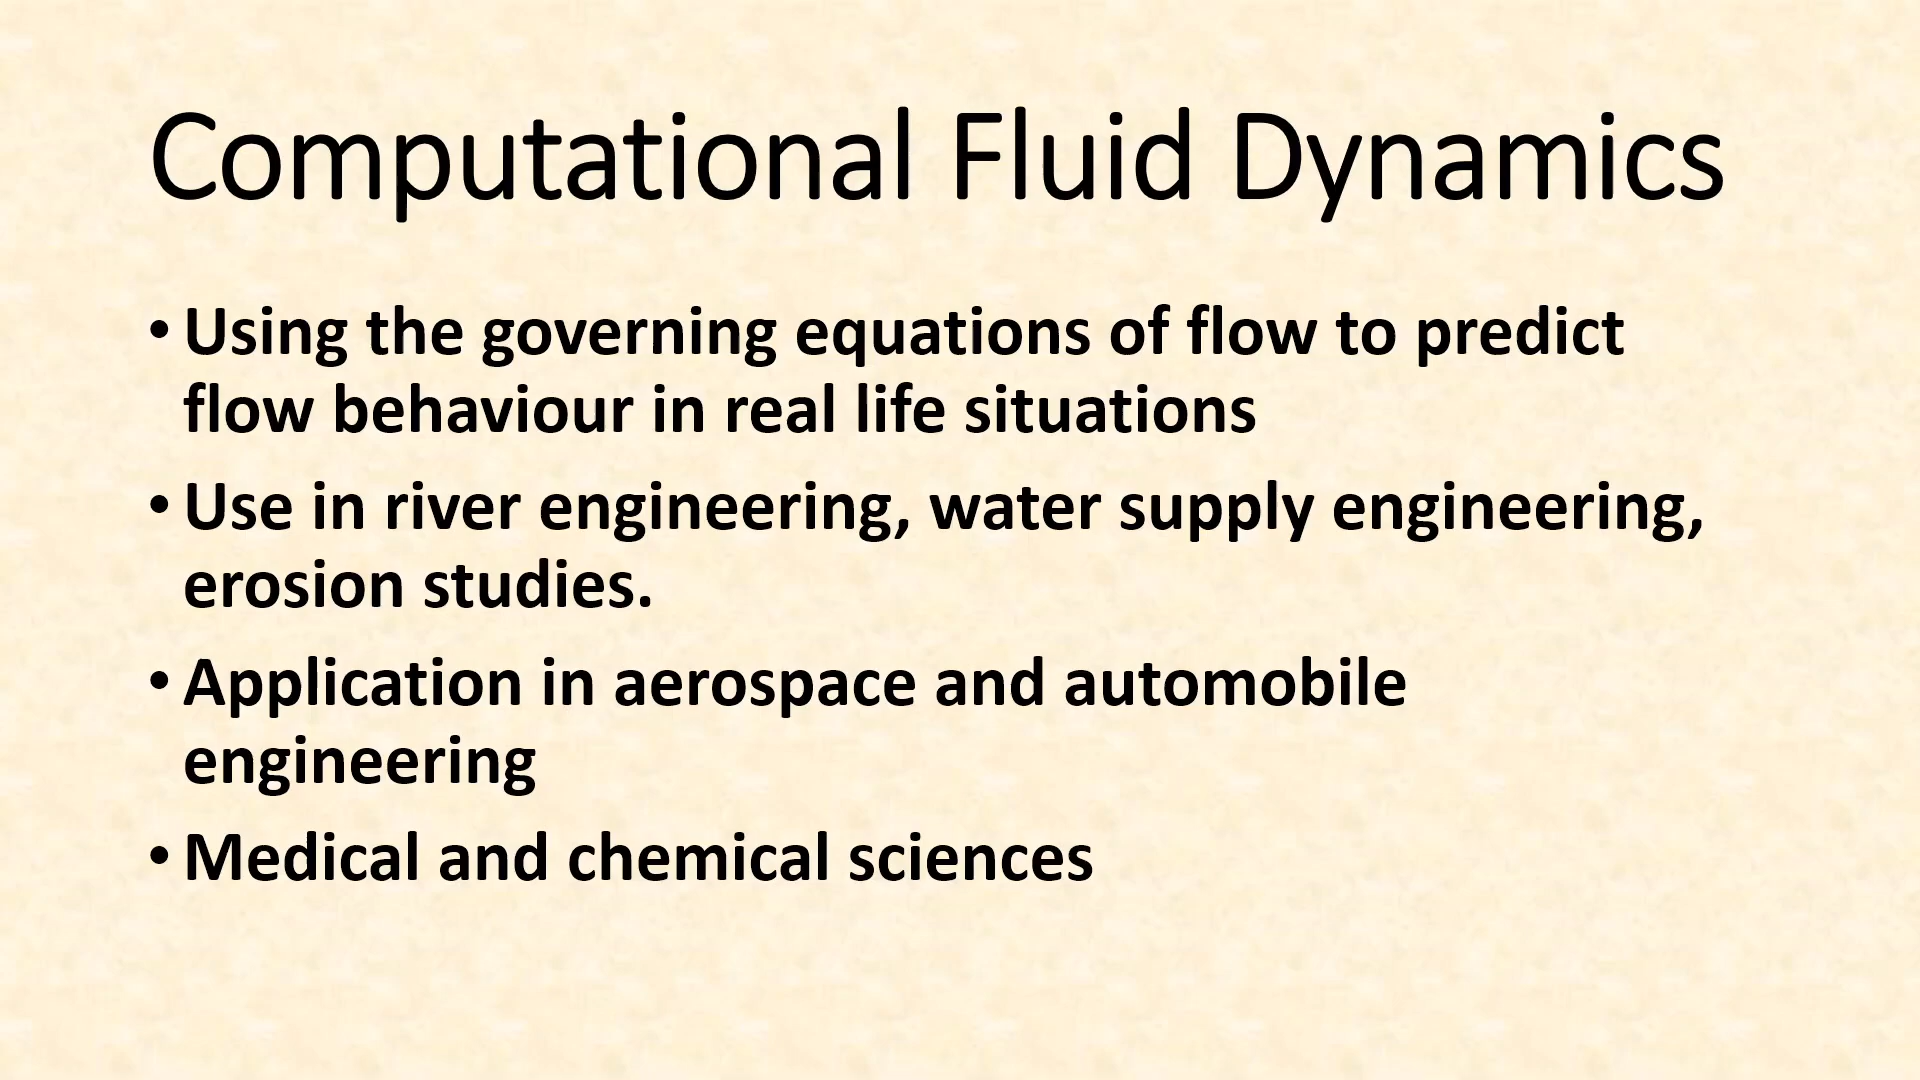 Computational Fluid Dynamics
• Using the governing equations of flow to predict
flow behaviour in real life situations
• Use in river engineering, water supply engineering,
erosion studies.
• Application in aerospace and automobile
engineering
• Medical and chemical sciences